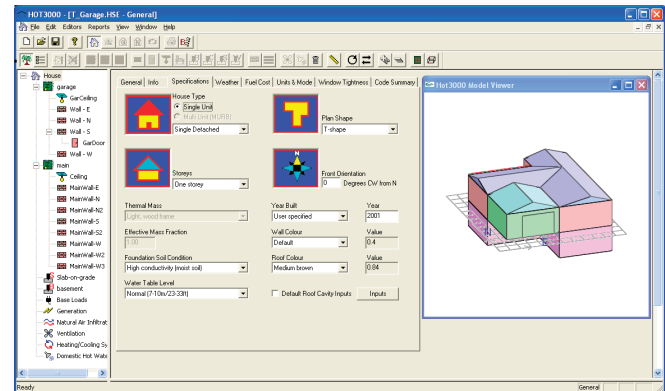 HOT3000 - [T_Garage.HSE - General]
File Edit Editors Reports View Window Help
General Info Specifications Weather Fuel Cost Units & Mode Window Tightness Code Summary
House
garage
GarCeiling
Wall - E
Wall - N
Wall - S
GarDoor
Wall - W
main
Ceiling
MainWall-E
MainWall-N
MainWall-N2
MainWall-S
MainWall-S2
MainWall-W
MainWall-W2
MainWall-W3
Slab-on-grade
basement
Base Loads
Generation
Natural Air Infiltrat
Ventilation
Heating/Cooling Sy
Domestic Hot Wate
House Type
Single Unit
Multi Unit (MURB)
Single Detached
Plan Shape
T-shape
Storeys
One storey
Front Orientation
0 Degrees CW from N
Thermal Mass
Light, wood frame
Year Built
User specified
Year
2001
Effective Mass Fraction
1.00
Wall Colour
Default
Value
0.4
Foundation Soil Condition
High conductivity (moist soil)
Roof Colour
Medium brown
Value
0.84
Water Table Level
Normal (7-10m/23-33ft)
Default Roof Cavity Inputs
Inputs
Hot3000 Model Viewer
Ready
General